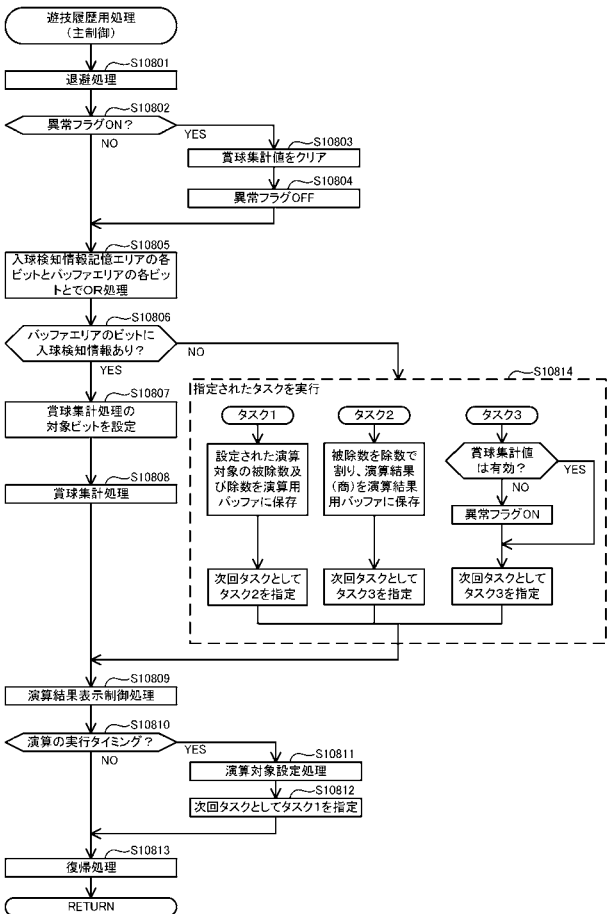 遊技履歴用処理
(主制御)
S10801
退避処理
S10802
異常フラグON?
YES
NO
S10803
賞球集計値をクリア
S10804
異常フラグOFF
S10805
入球検知情報記憶エリアの各
ビットとバッファエリアの各ビッ
トとでOR処理
S10806
バッファエリアのビットに
入球検知情報あり?
NO
YES
S10807
賞球集計処理の
対象ビットを設定
S10808
賞球集計処理
S10814
指定されたタスクを実行
タスク1
設定された演算
対象の被除数及
び除数を演算用
バッファに保存
次回タスクとして
タスク2を指定
タスク2
被除数を除数で
割り、演算結果
(商)を演算結果
用バッファに保存
次回タスクとして
タスク3を指定
タスク3
賞球集計値
は有効?
YES
NO
異常フラグON
次回タスクとして
タスク3を指定
S10809
演算結果表示制御処理
S10810
演算の実行タイミング?
YES
NO
S10811
演算対象設定処理
S10812
次回タスクとしてタスク1を指定
S10813
復帰処理
RETURN